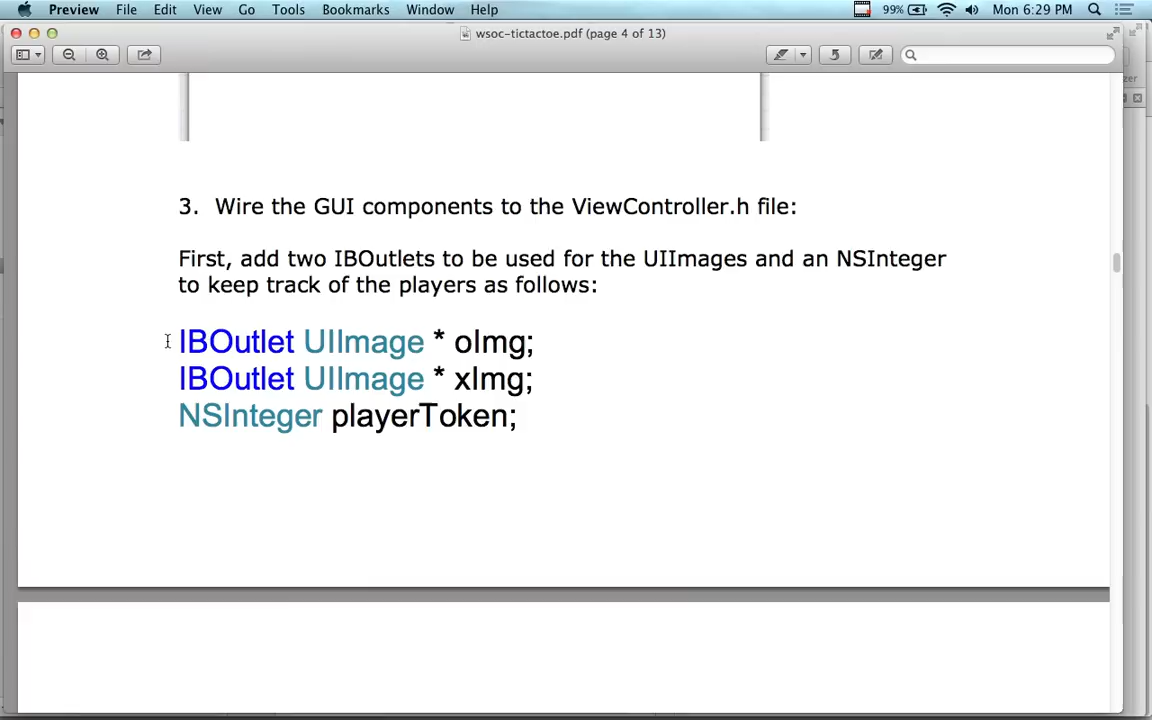 Preview File Edit View Go Tools Bookmarks Window Help 99% Mon 6:29 PM
wsoc-tictactoe.pdf (page 4 of 13)
zer
3. Wire the GUI components to the ViewController.h file:
First, add two IBOutlets to be used for the UIImages and an NSInteger
to keep track of the players as follows:
IBOutlet UIImage * oImg;
IBOutlet UIImage * xImg;
NSInteger playerToken;